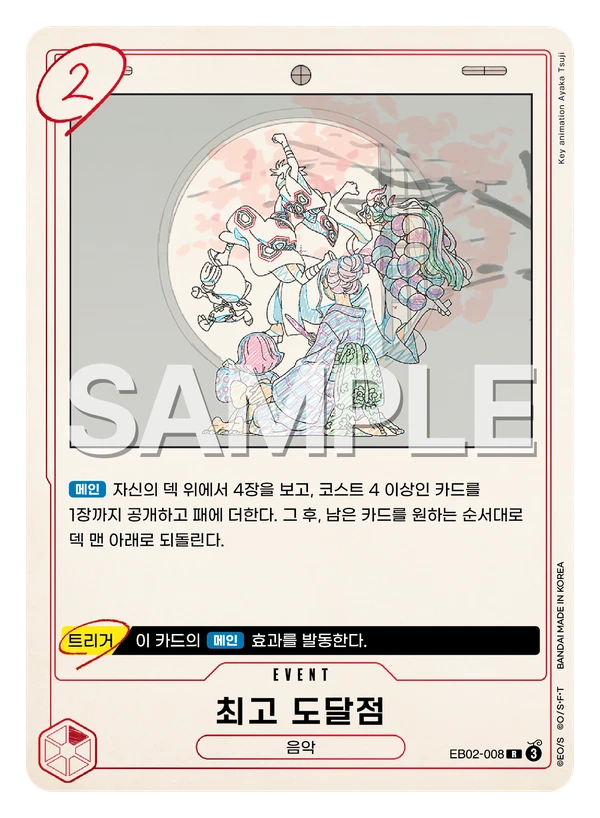 2
Key animation Ayaka Tsuji
SAMPLE
메인 자신의 덱 위에서 4장을 보고, 코스트 4 이상인 카드를
1장까지 공개하고 패에 더한다. 그 후, 남은 카드를 원하는 순서대로
덱 맨 아래로 되돌린다.
트리거 이 카드의 메인 효과를 발동한다.
EVENT
최고 도달점
음악
EB02-008 R 3
©EO/S ©O/S·F·T BANDAI MADE IN KOREA